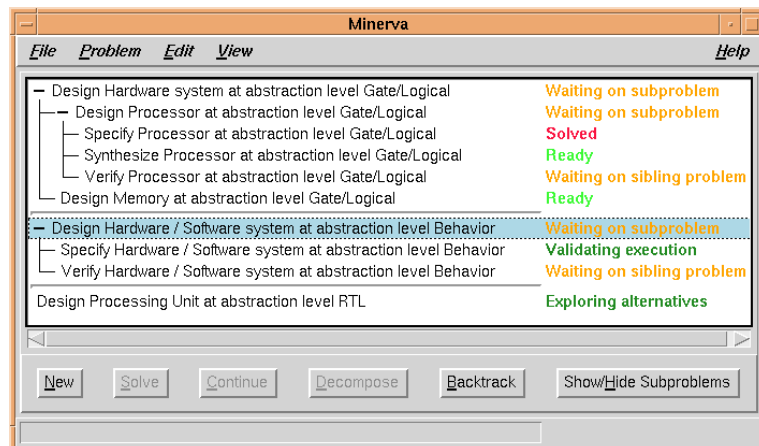 Minerva
File Problem Edit View Help
Design Hardware system at abstraction level Gate/Logical Waiting on subproblem
Design Processor at abstraction level Gate/Logical Waiting on subproblem
Specify Processor at abstraction level Gate/Logical Solved
Synthesize Processor at abstraction level Gate/Logical Ready
Verify Processor at abstraction level Gate/Logical Waiting on sibling problem
Design Memory at abstraction level Gate/Logical Ready
Design Hardware / Software system at abstraction level Behavior Waiting on subproblem
Specify Hardware / Software system at abstraction level Behavior Validating execution
Verify Hardware / Software system at abstraction level Behavior Waiting on sibling problem
Design Processing Unit at abstraction level RTL Exploring alternatives
New Solve Continue Decompose Backtrack Show/Hide Subproblems